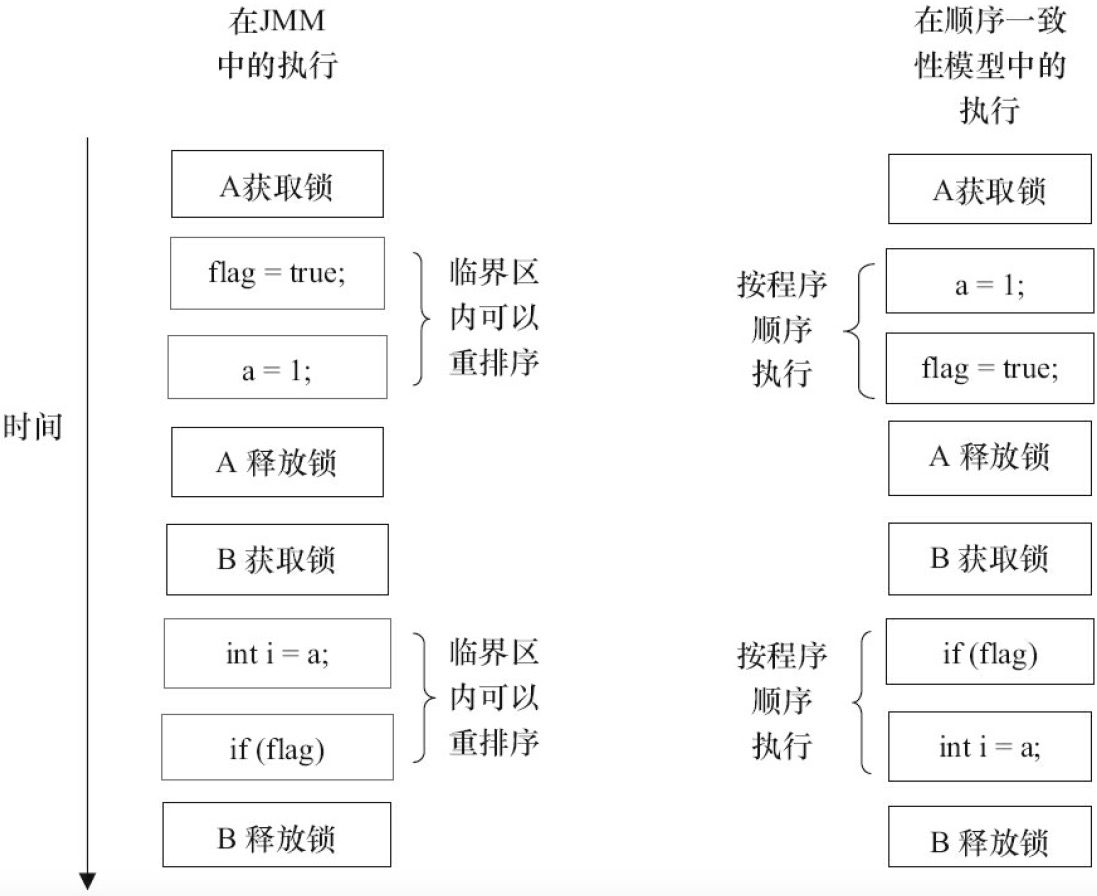 在JMM
中的执行
在顺序一致
性模型中的
执行
时间
A获取锁
flag = true;
a = 1;
临界区
内可以
重排序
A 释放锁
B 获取锁
int i = a;
if (flag)
临界区
内可以
重排序
B 释放锁
A获取锁
按程序
顺序
执行
a = 1;
flag = true;
A 释放锁
B 获取锁
按程序
顺序
执行
if (flag)
int i = a;
B 释放锁